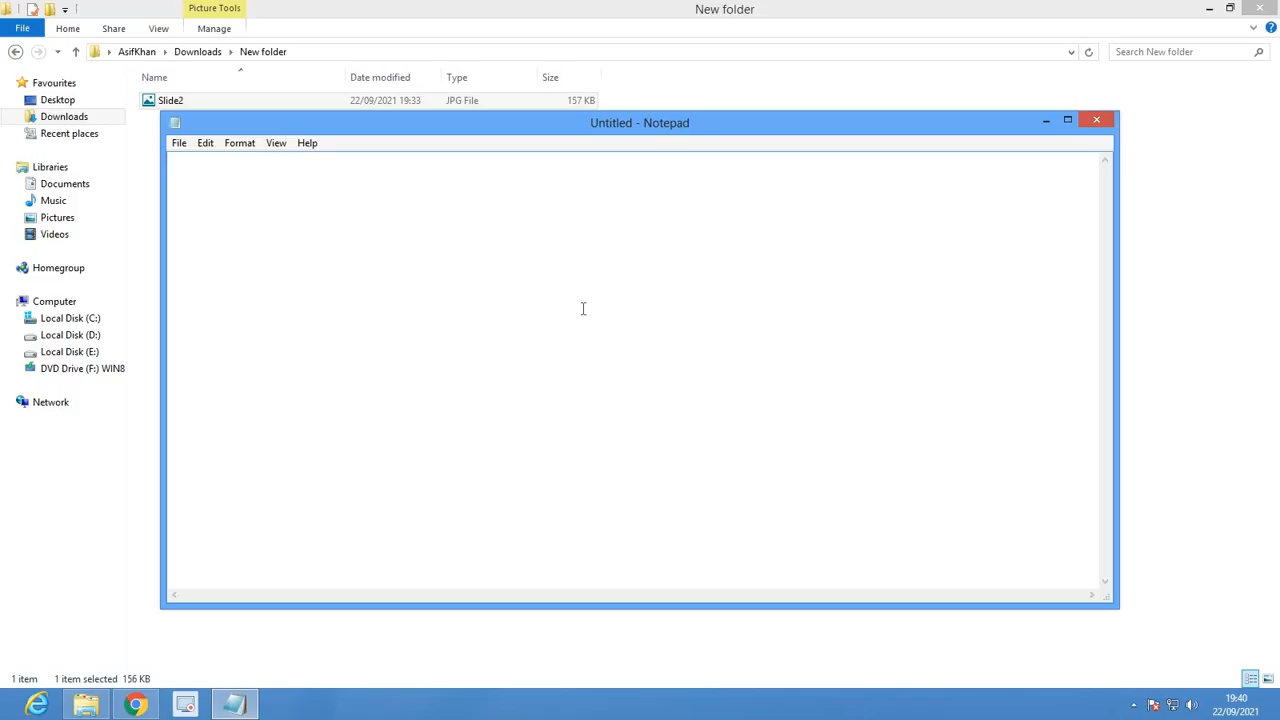 Picture Tools
New folder
File Home Share View Manage
AsifKhan Downloads New folder
Search New folder
Name Date modified Type Size
Slide2 22/09/2021 19:33 JPG File 157 KB
Favourites
Desktop
Downloads
Recent places
Libraries
Documents
Music
Pictures
Videos
Homegroup
Computer
Local Disk (C:)
Local Disk (D:)
Local Disk (E:)
DVD Drive (F:) WIN8
Network
Untitled - Notepad
File Edit Format View Help
1 item 1 item selected 156 KB
19:40
22/09/2021